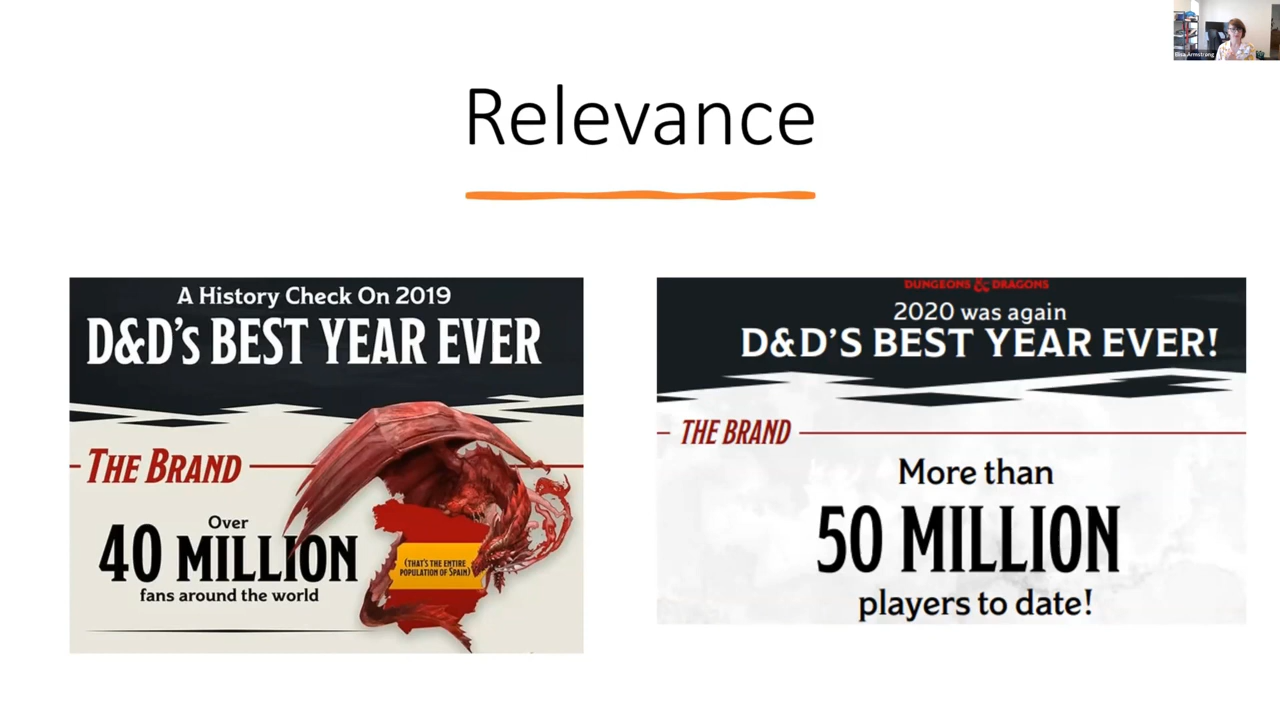 Elisa Armstrong
Relevance
A History Check On 2019
D&D's BEST YEAR EVER
THE BRAND
Over
40 MILLION
fans around the world
(THAT'S THE ENTIRE
POPULATION OF SPAIN)
DUNGEONS & DRAGONS
2020 was again
D&D'S BEST YEAR EVER!
THE BRAND
More than
50 MILLION
players to date!